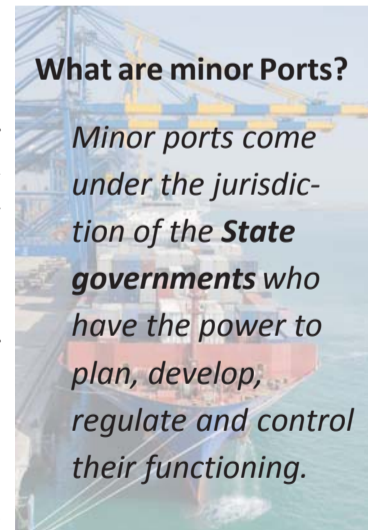 What are minor Ports?
Minor ports come
under the jurisdic-
tion of the State
governments who
have the power to
plan, develop,
regulate and control
their functioning.